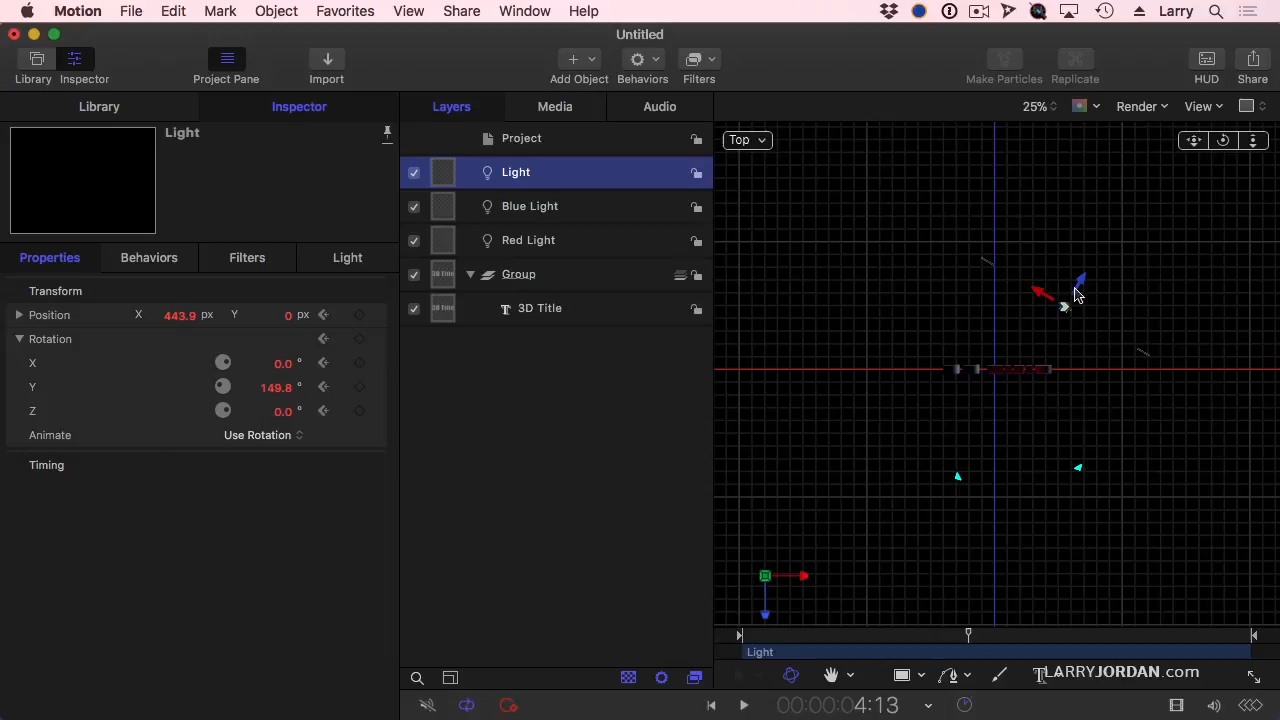 Motion File Edit Mark Object Favorites View Share Window Help Larry
Untitled
Library Inspector Project Pane Import Add Object Behaviors Filters Make Particles Replicate HUD Share
Library Inspector Layers Media Audio 25% Render View
Light
Project
Top
Light
Blue Light
Red Light
Properties Behaviors Filters Light
Group
Transform
Position X 443.9 px Y 0 px
3D Title
Rotation
X 0.0 °
Y 149.8 °
Z 0.0 °
Animate Use Rotation
Timing
Light
LARRYJORDAN.com
00:00:00 4:13